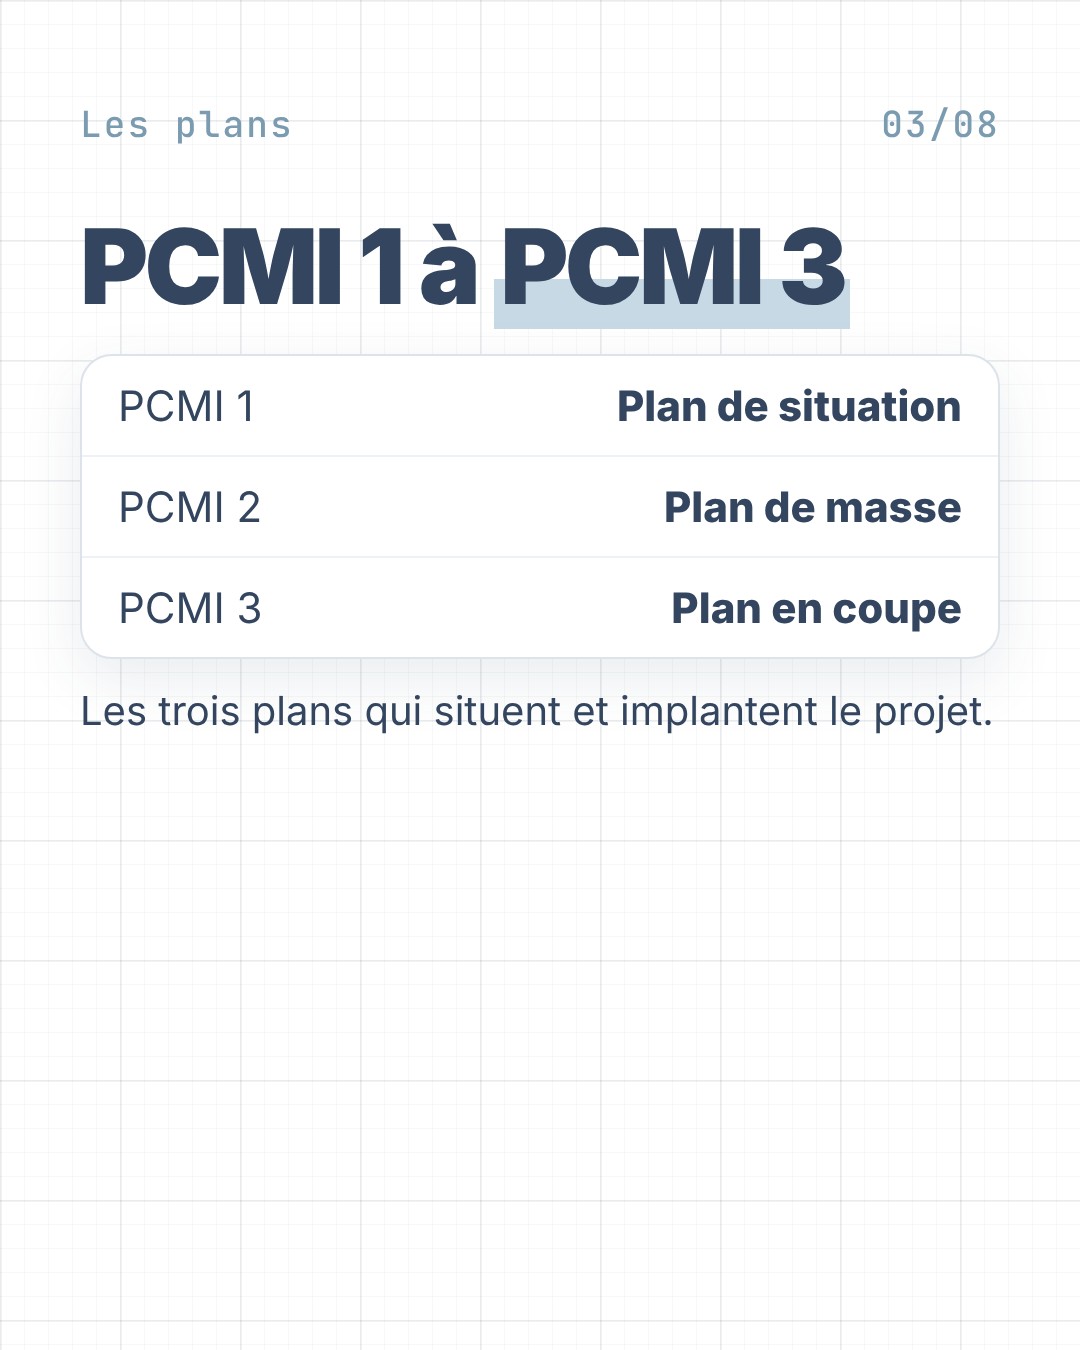 Les plans 03/08
PCMI 1 à PCMI 3
PCMI 1 Plan de situation
PCMI 2 Plan de masse
PCMI 3 Plan en coupe
Les trois plans qui situent et implantent le projet.